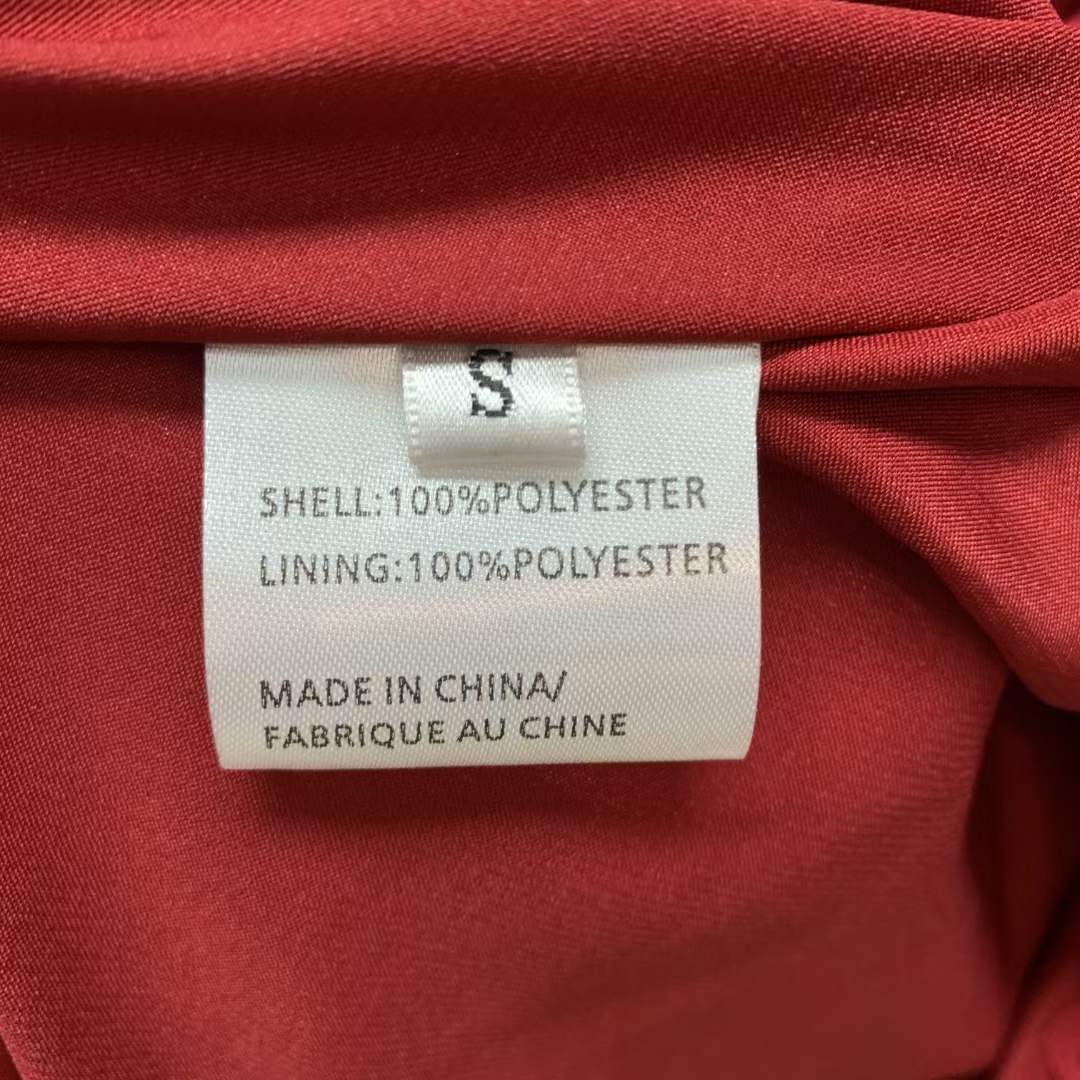 S
SHELL:100%POLYESTER
LINING:100%POLYESTER
MADE IN CHINA/
FABRIQUE AU CHINE